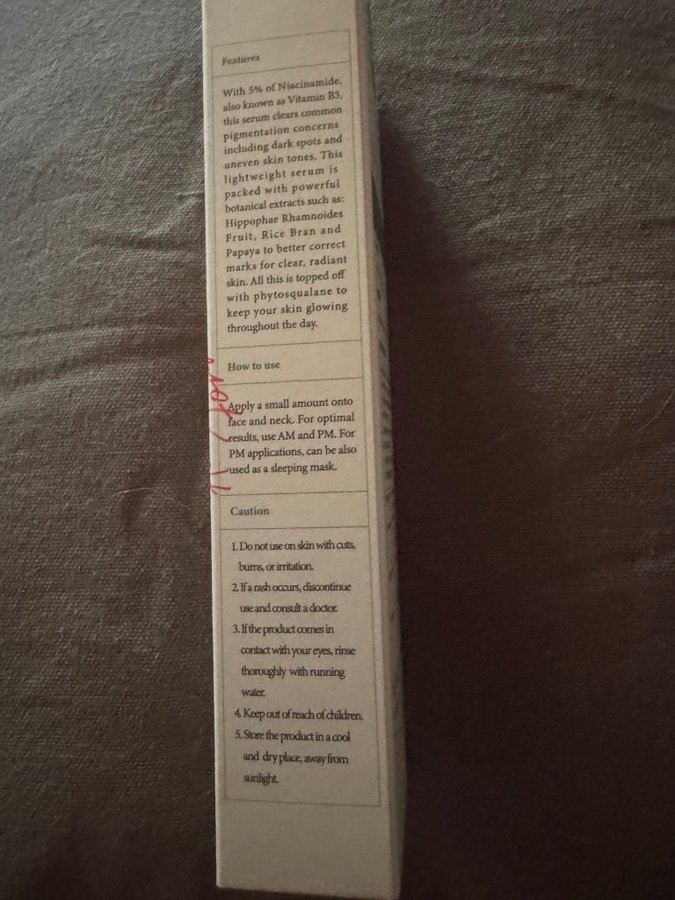 Features
With 5% of Niacinamide,
also known as Vitamin B3,
this serum clears common
pigmentation concerns
including dark spots and
uneven skin tones. This
lightweight serum is
packed with powerful
botanical extracts such as:
Hippophae Rhamnoides
Fruit, Rice Bran and
Papaya to better correct
marks for clear, radiant
skin. All this is topped off
with phytosqualane to
keep your skin glowing
throughout the day.
How to use
Apply a small amount onto
face and neck. For optimal
results, use AM and PM. For
PM applications, can be also
used as a sleeping mask.
Caution
1. Do not use on skin with cuts,
burns, or irritation.
2. If a rash occurs, discontinue
use and consult a doctor.
3. If the product comes in
contact with your eyes, rinse
thoroughly with running
water.
4. Keep out of reach of children.
5. Store the product in a cool
and dry place, away from
sunlight.